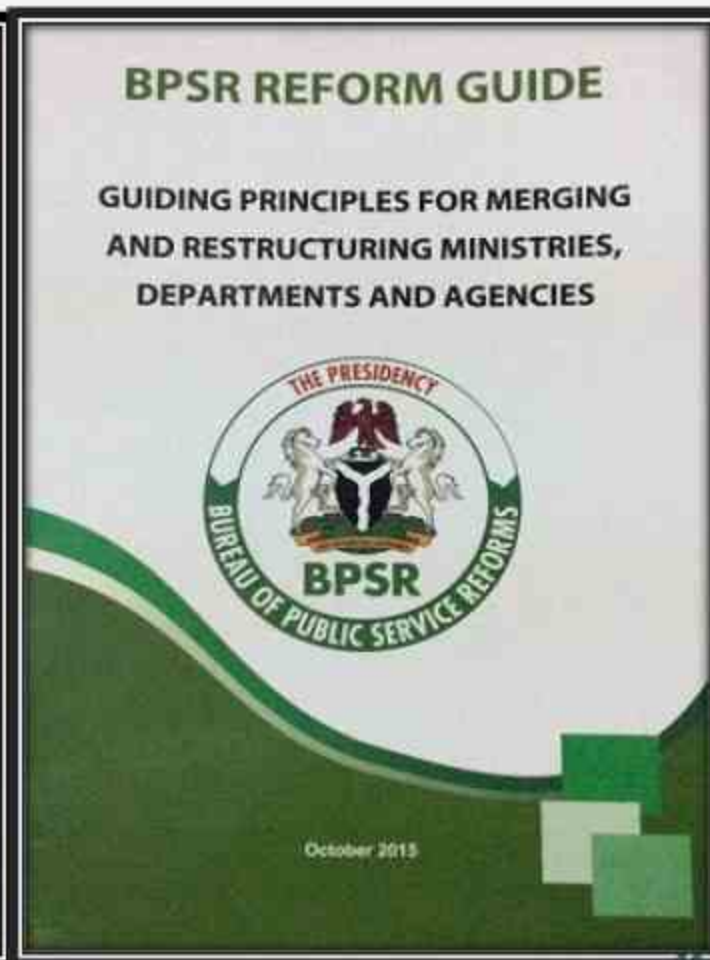 BPSR REFORM GUIDE
GUIDING PRINCIPLES FOR MERGING
AND RESTRUCTURING MINISTRIES,
DEPARTMENTS AND AGENCIES
THE PRESIDENCY
BPSR
BUREAU OF PUBLIC SERVICE REFORMS
October 2015